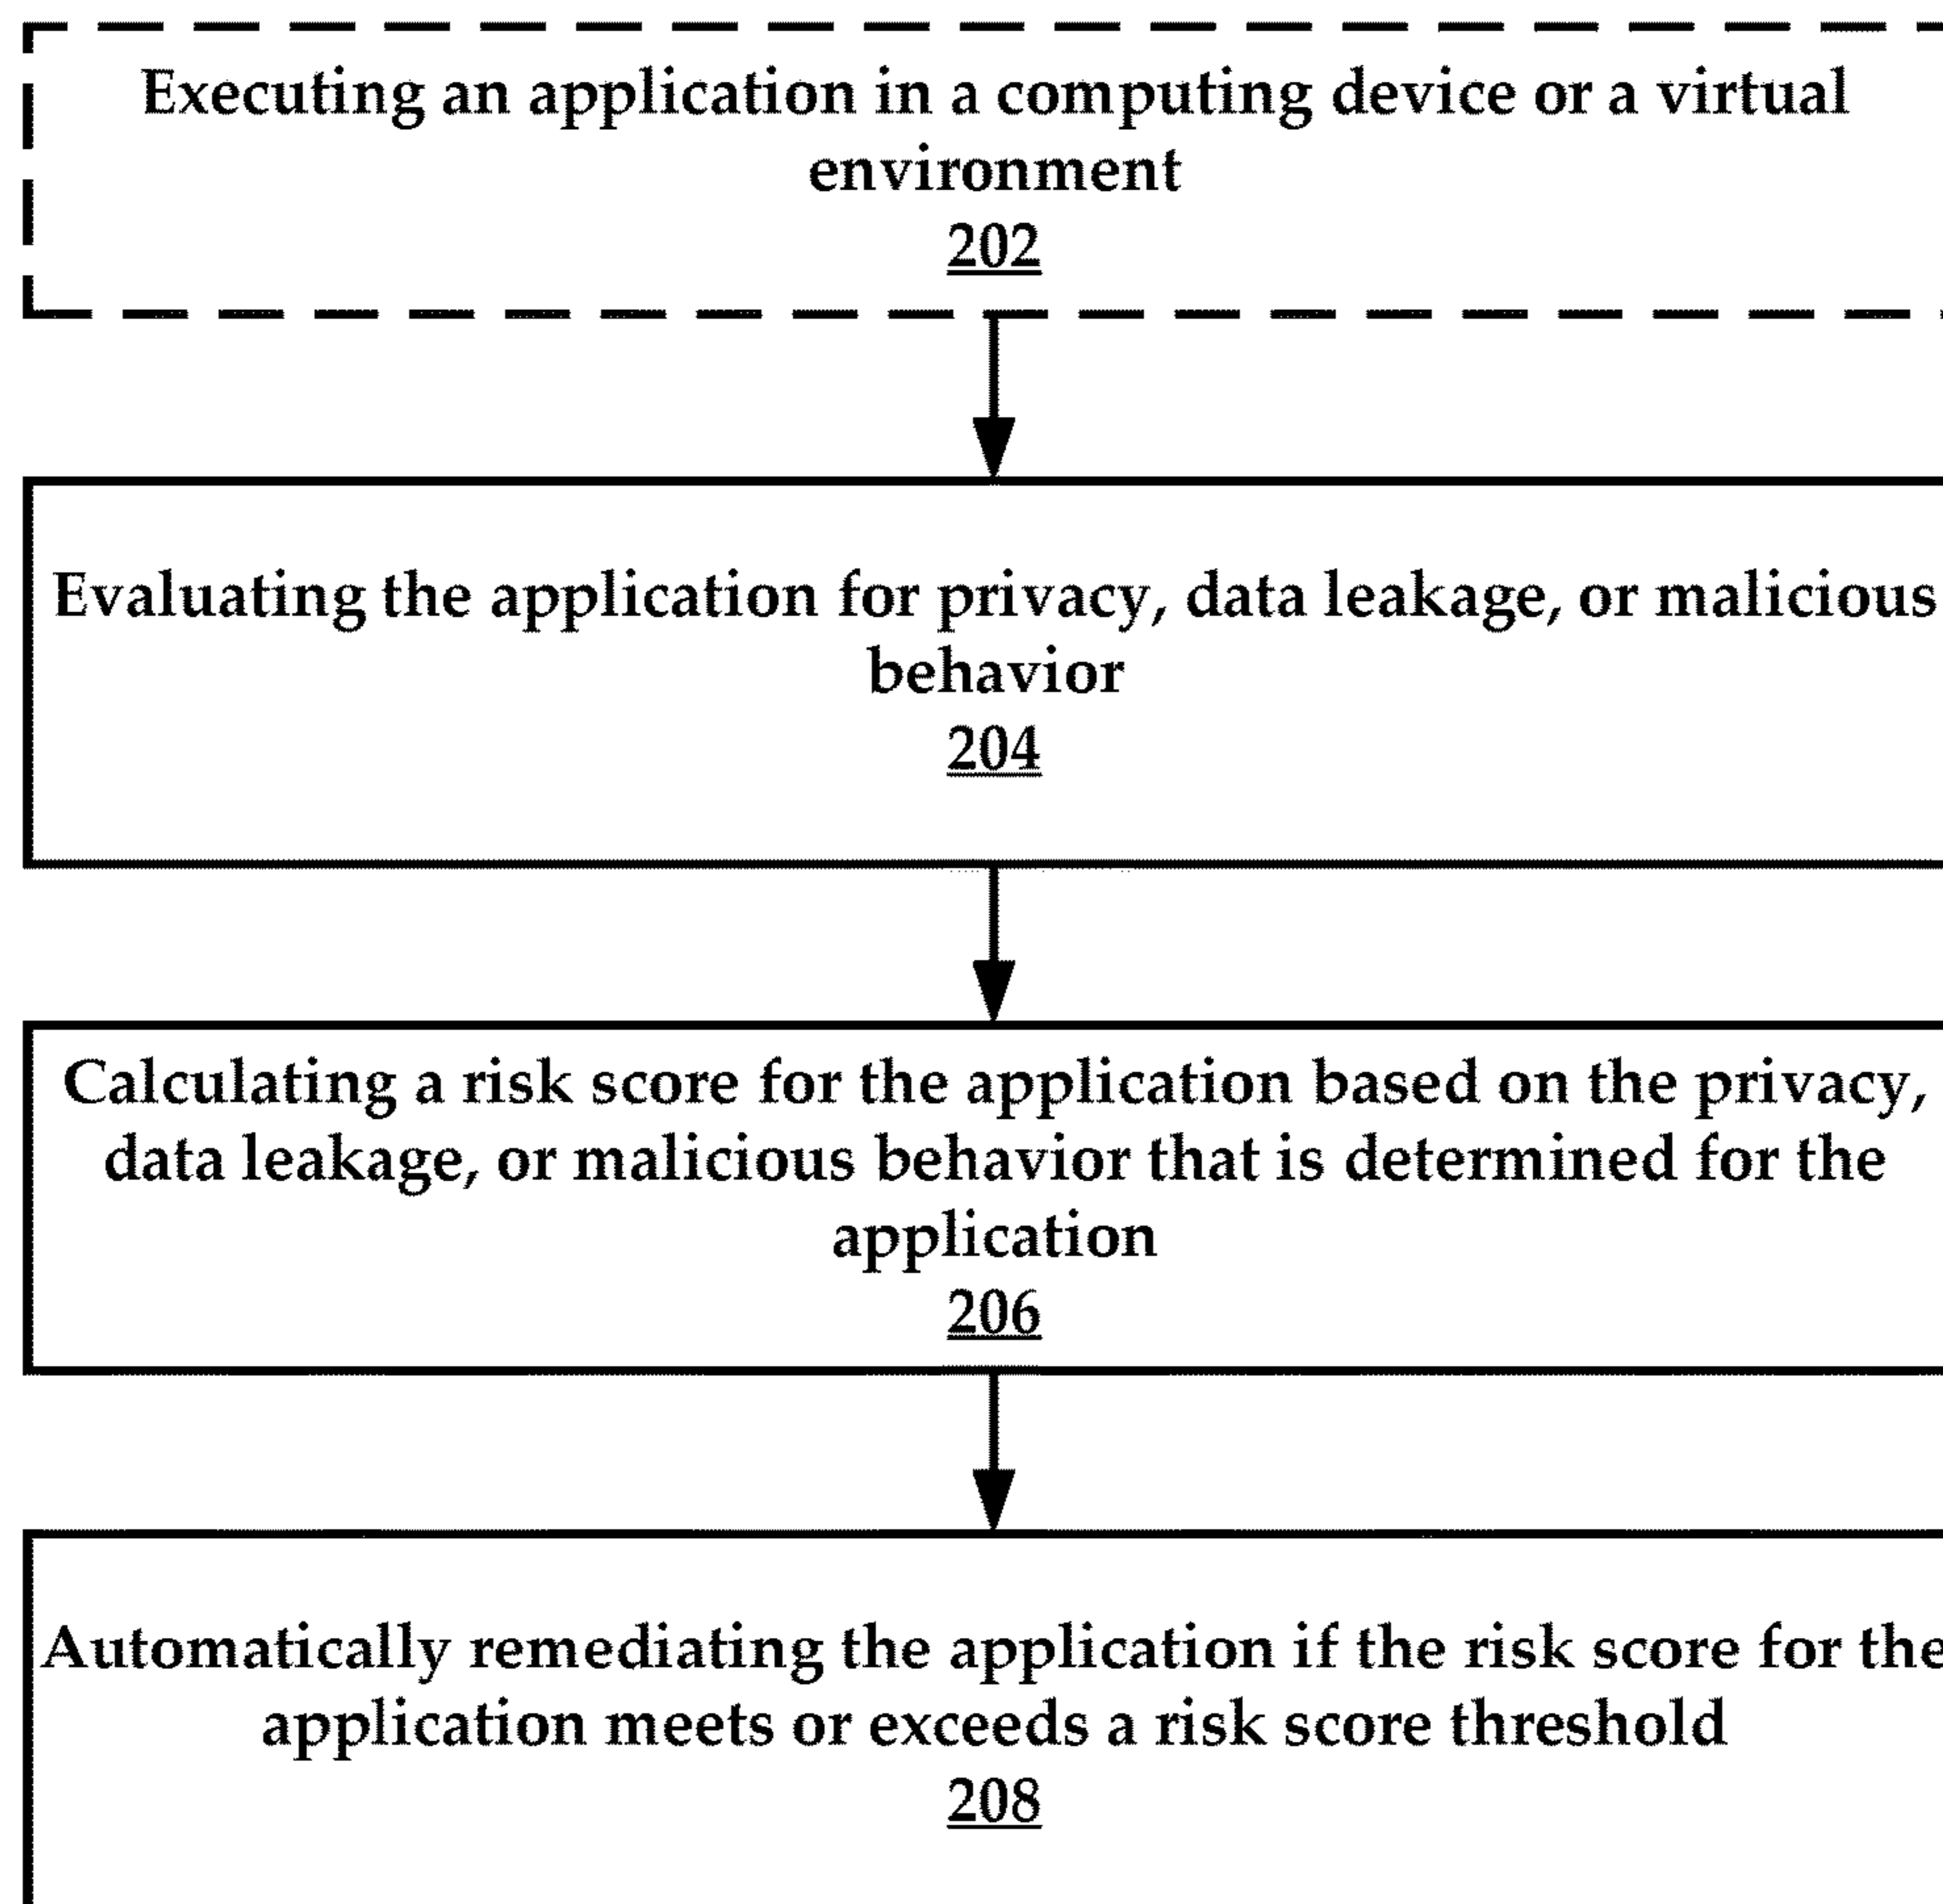 Executing an application in a computing device or a virtual
environment
202
Evaluating the application for privacy, data leakage, or malicious
behavior
204
Calculating a risk score for the application based on the privacy,
data leakage, or malicious behavior that is determined for the
application
206
Automatically remediating the application if the risk score for the
application meets or exceeds a risk score threshold
208